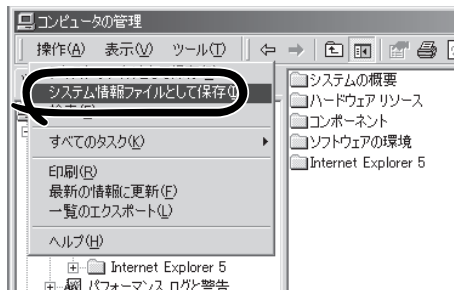 コンピュータの管理
操作(A) 表示(V) ツール(T)
システム情報ファイルとして保存(I)
すべてのタスク(K)
印刷(R)
最新の情報に更新(F)
一覧のエクスポート(L)
ヘルプ(H)
システムの概要
ハードウェア リソース
コンポーネント
ソフトウェアの環境
Internet Explorer 5
Internet Explorer 5
パフォーマンス ログと警告